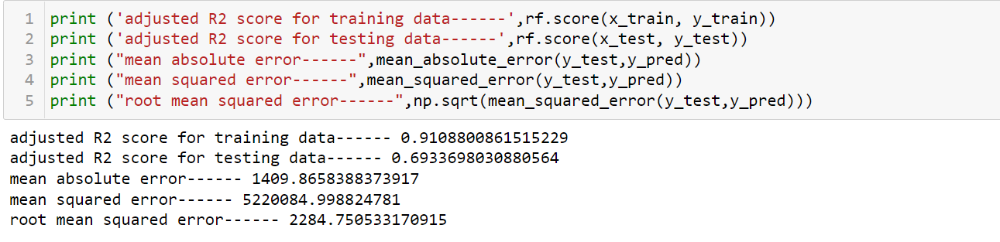 1 print ('adjusted R2 score for training data------',rf.score(x_train, y_train))
2 print ('adjusted R2 score for testing data------',rf.score(x_test, y_test))
3 print ("mean absolute error------",mean_absolute_error(y_test,y_pred))
4 print ("mean squared error------",mean_squared_error(y_test,y_pred))
5 print ("root mean squared error------",np.sqrt(mean_squared_error(y_test,y_pred)))
adjusted R2 score for training data------ 0.9108800861515229
adjusted R2 score for testing data------ 0.6933698030880564
mean absolute error------ 1409.8658388373917
mean squared error------ 5220084.998824781
root mean squared error------ 2284.750533170915